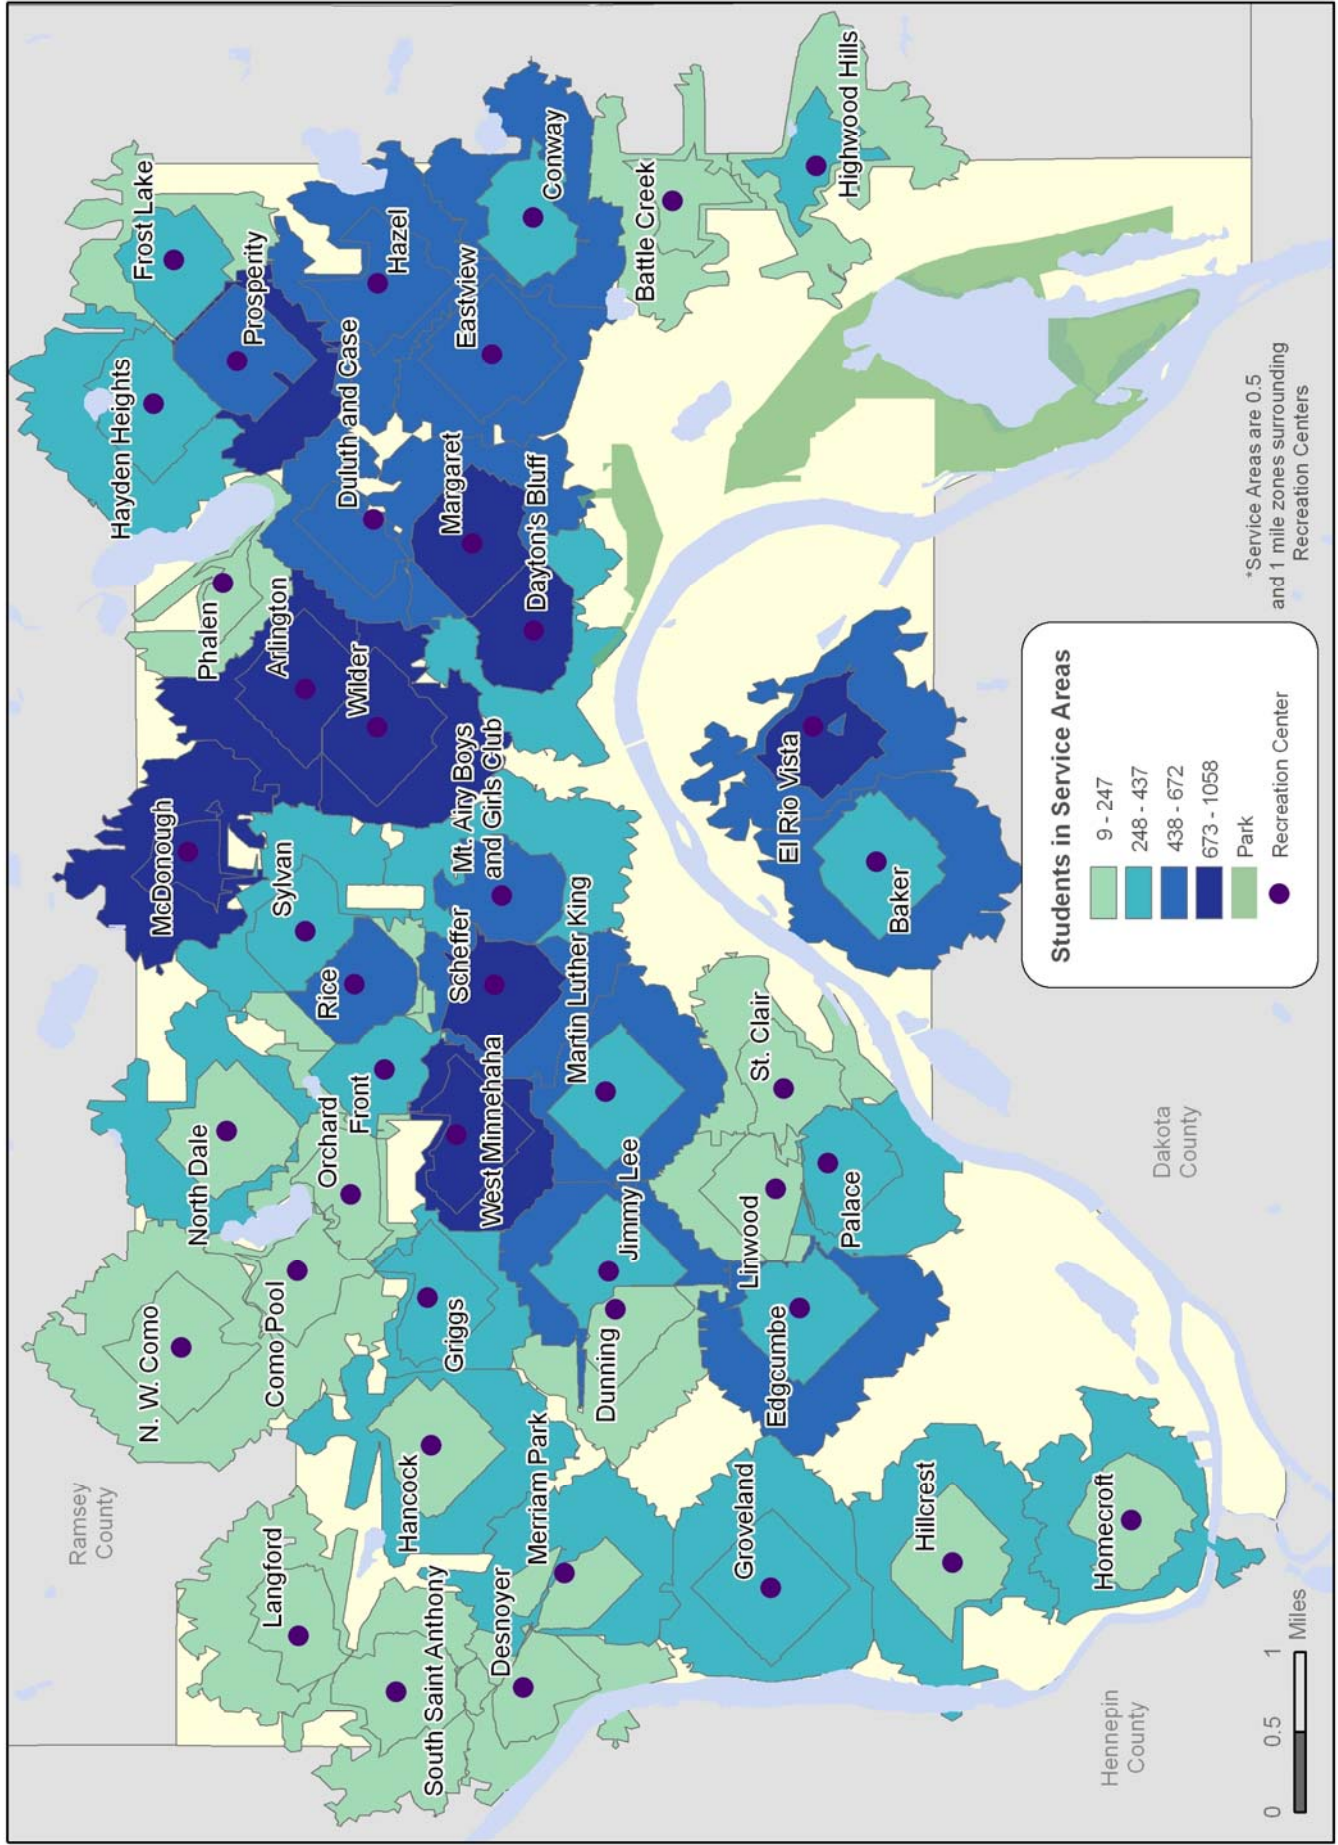 Ramsey
County
Hayden Heights
Frost Lake
Prosperity
McDonough
Phalen
Arlington
Wilder
Duluth and Case
Hazel
Eastview
Conway
Margaret
Dayton's Bluff
Battle Creek
Highwood Hills
N. W. Como
North Dale
Como Pool
Orchard
Front
Rice
Sylvan
Scheffer
Mt. Airy Boys
and Girls Club
Langford
Hancock
Griggs
West Minnehaha
Martin Luther King
South Saint Anthony
Desnoyer
Merriam Park
Dunning
Jimmy Lee
Linwood
St. Clair
El Rio Vista
Groveland
Edgcumbe
Palace
Baker
Hillcrest
Homecroft
Hennepin
County
Dakota
County
Students in Service Areas
9 - 247
248 - 437
438 - 672
673 - 1058
Park
Recreation Center
*Service Areas are 0.5
and 1 mile zones surrounding
Recreation Centers
0 0.5 1
Miles